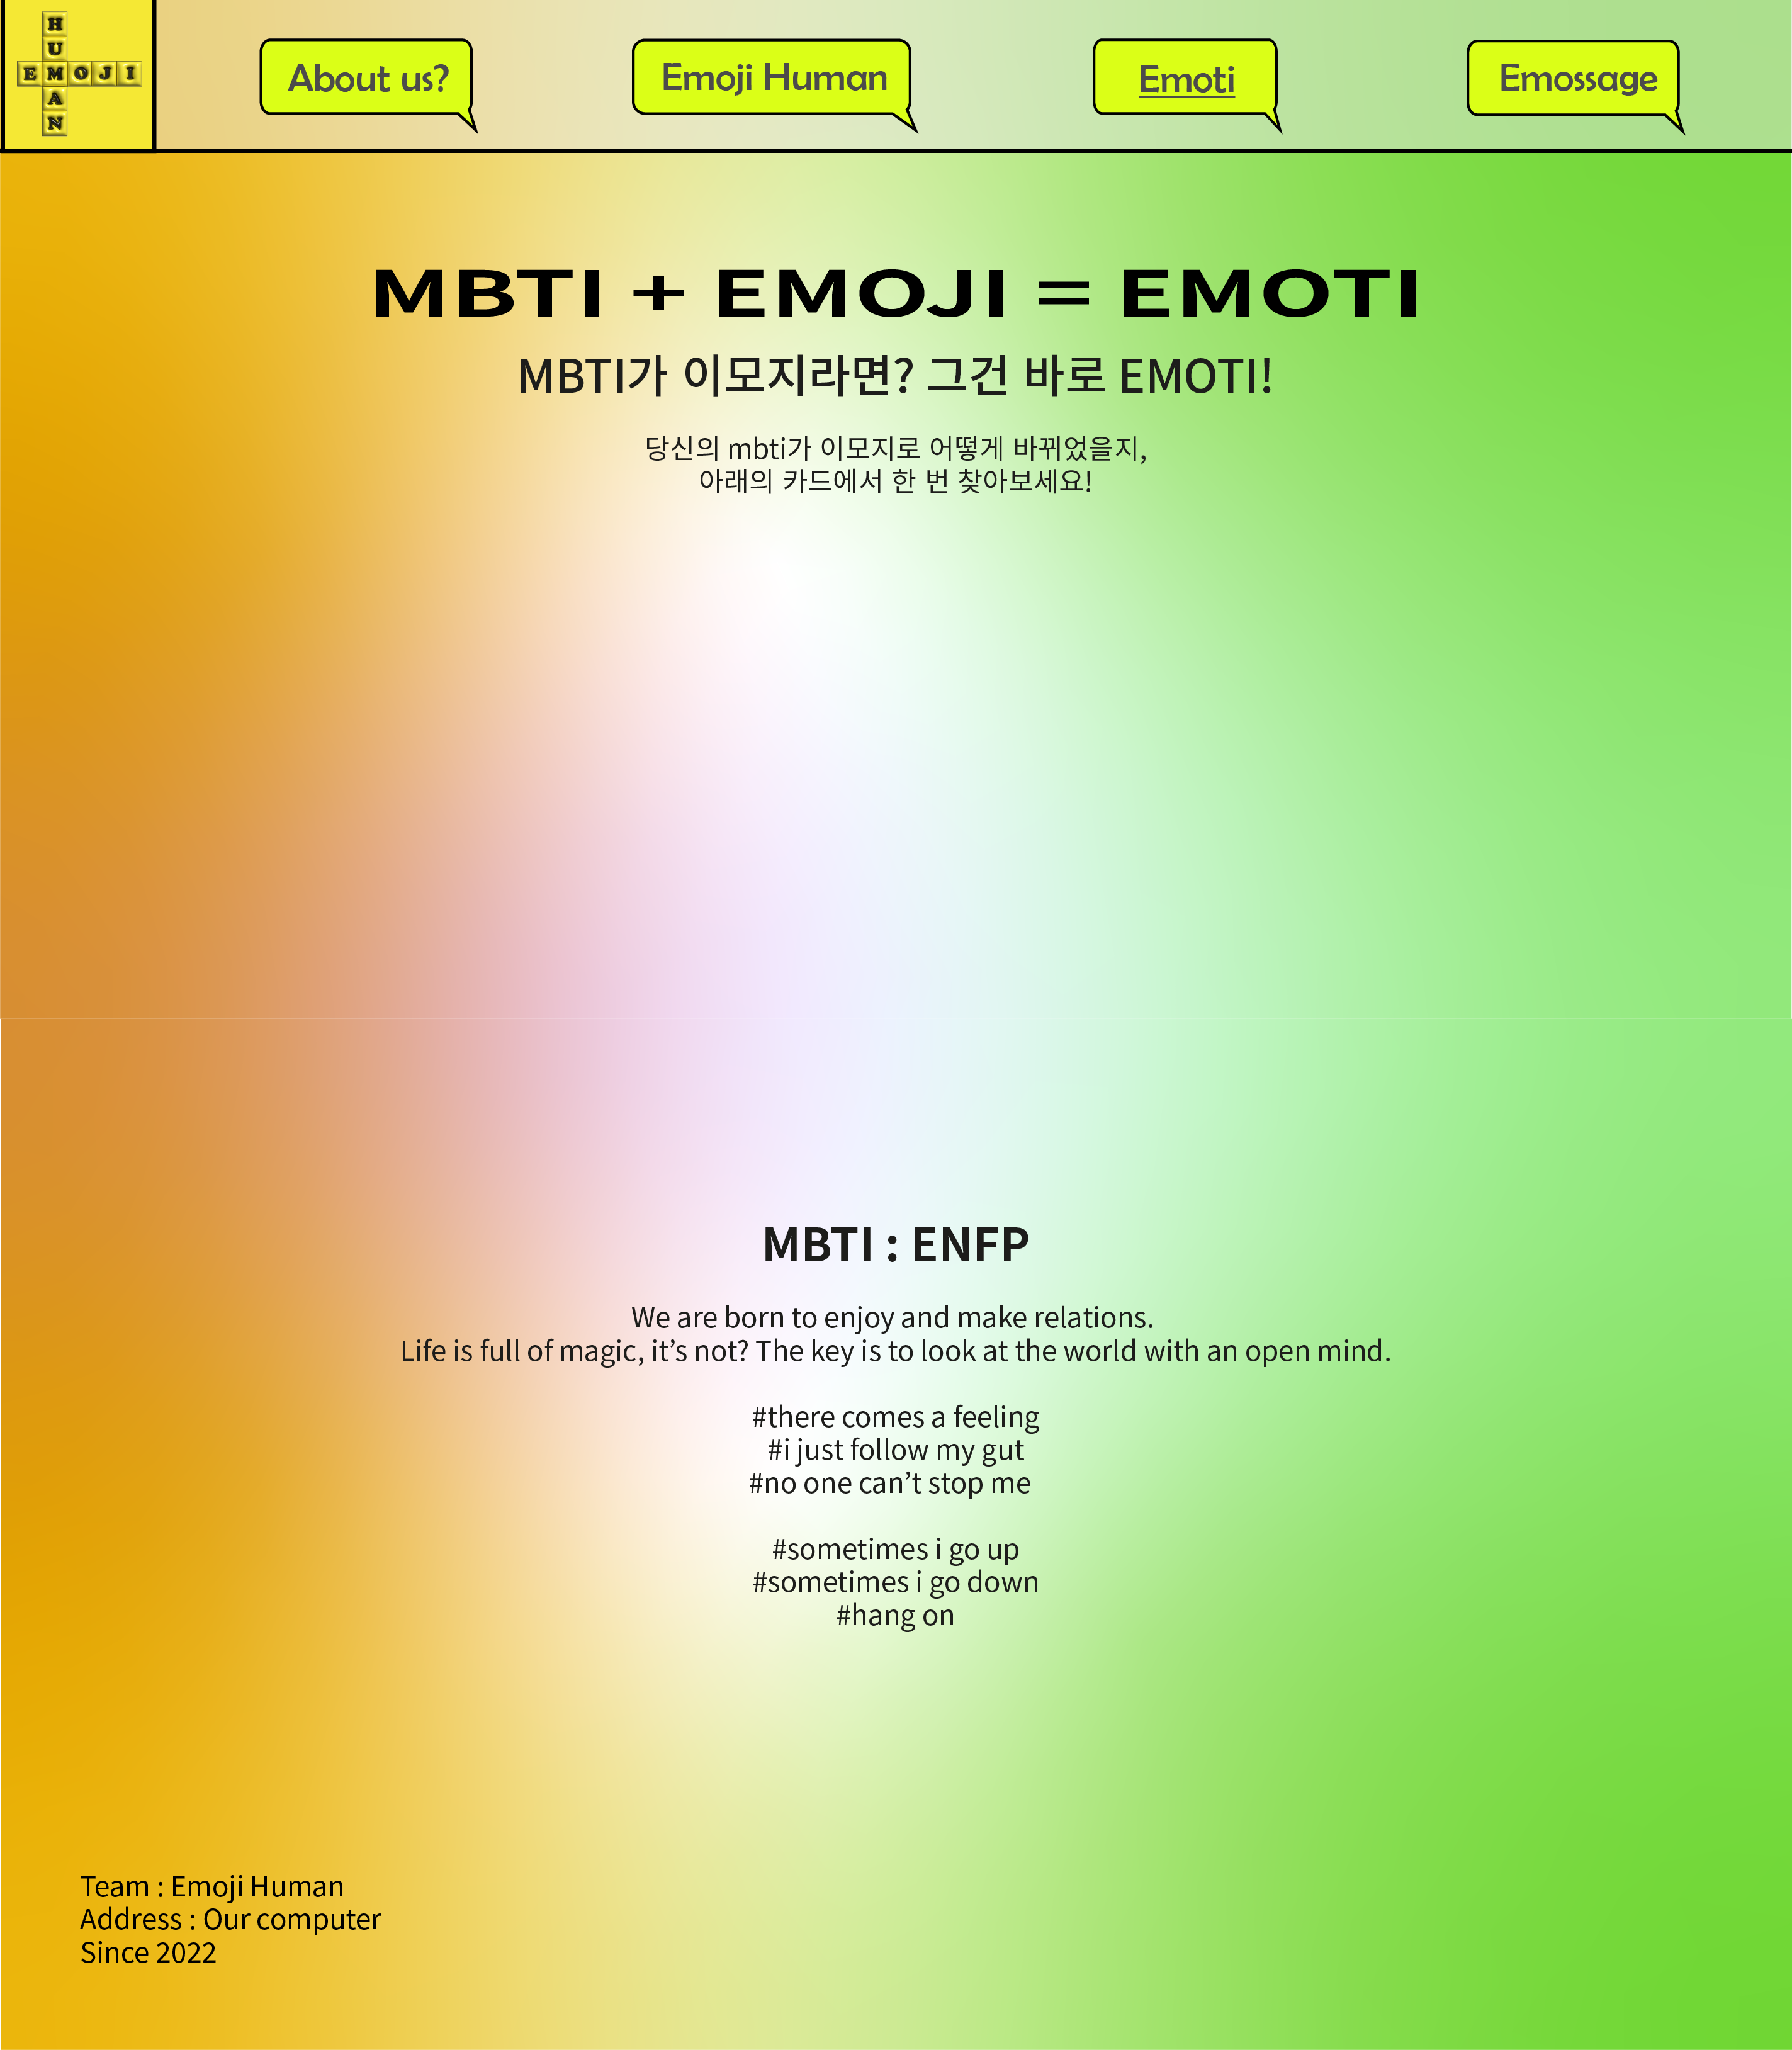 HUMAN
EMOJI
About us?
Emoji Human
Emoti
Emossage
MBTI + EMOJI = EMOTI
MBTI가 이모지라면? 그건 바로 EMOTI!
당신의 mbti가 이모지로 어떻게 바뀌었을지,
아래의 카드에서 한 번 찾아보세요!
MBTI : ENFP
We are born to enjoy and make relations.
Life is full of magic, it’s not? The key is to look at the world with an open mind.
#there comes a feeling
#i just follow my gut
#no one can’t stop me
#sometimes i go up
#sometimes i go down
#hang on
Team : Emoji Human
Address : Our computer
Since 2022